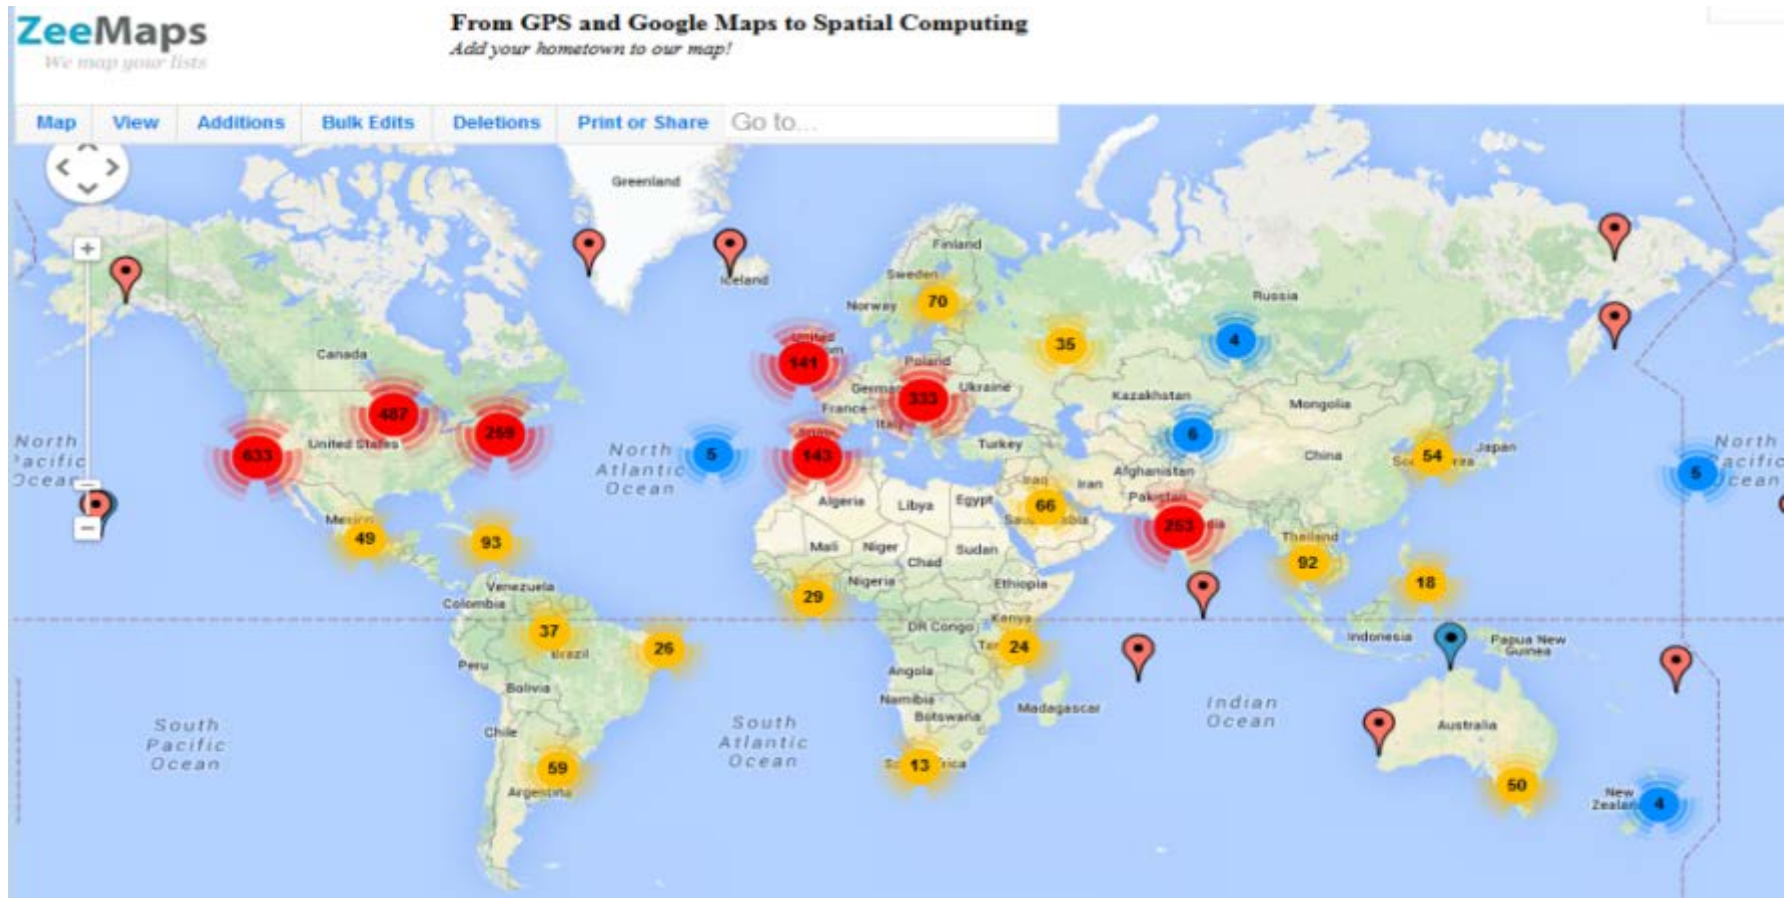 ZeeMaps
We map your lists
From GPS and Google Maps to Spatial Computing
Add your hometown to our map!
Map View Additions Bulk Edits Deletions Print or Share Go to...
Greenland
Finland
Iceland
Sweden
Russia
Norway
70
United
35
4
Canada
141
Poland
Ukraine
Kazakhstan
333
France
Mongolia
487
259
United States
North
Atlantic
Ocean
5
143
Turkey
6
China
54
Japan
North
633
Afghanistan
Iraq
Iran
5
Algeria
Libya
Egypt
66
Pakistan
253
Mexico
49
93
Mali
Niger
Chad
Sudan
Thailand
92
Venezuela
Nigeria
Ethiopia
18
Colombia
29
DR Congo
Kenya
37
Brazil
26
24
Indonesia
Papua New
Guinea
Peru
Angola
Bolivia
Namibia
Botswana
Madagascar
Indian
Ocean
South
Pacific
Ocean
South
Atlantic
Ocean
Chile
Australia
59
13
50
Argentina
New
4